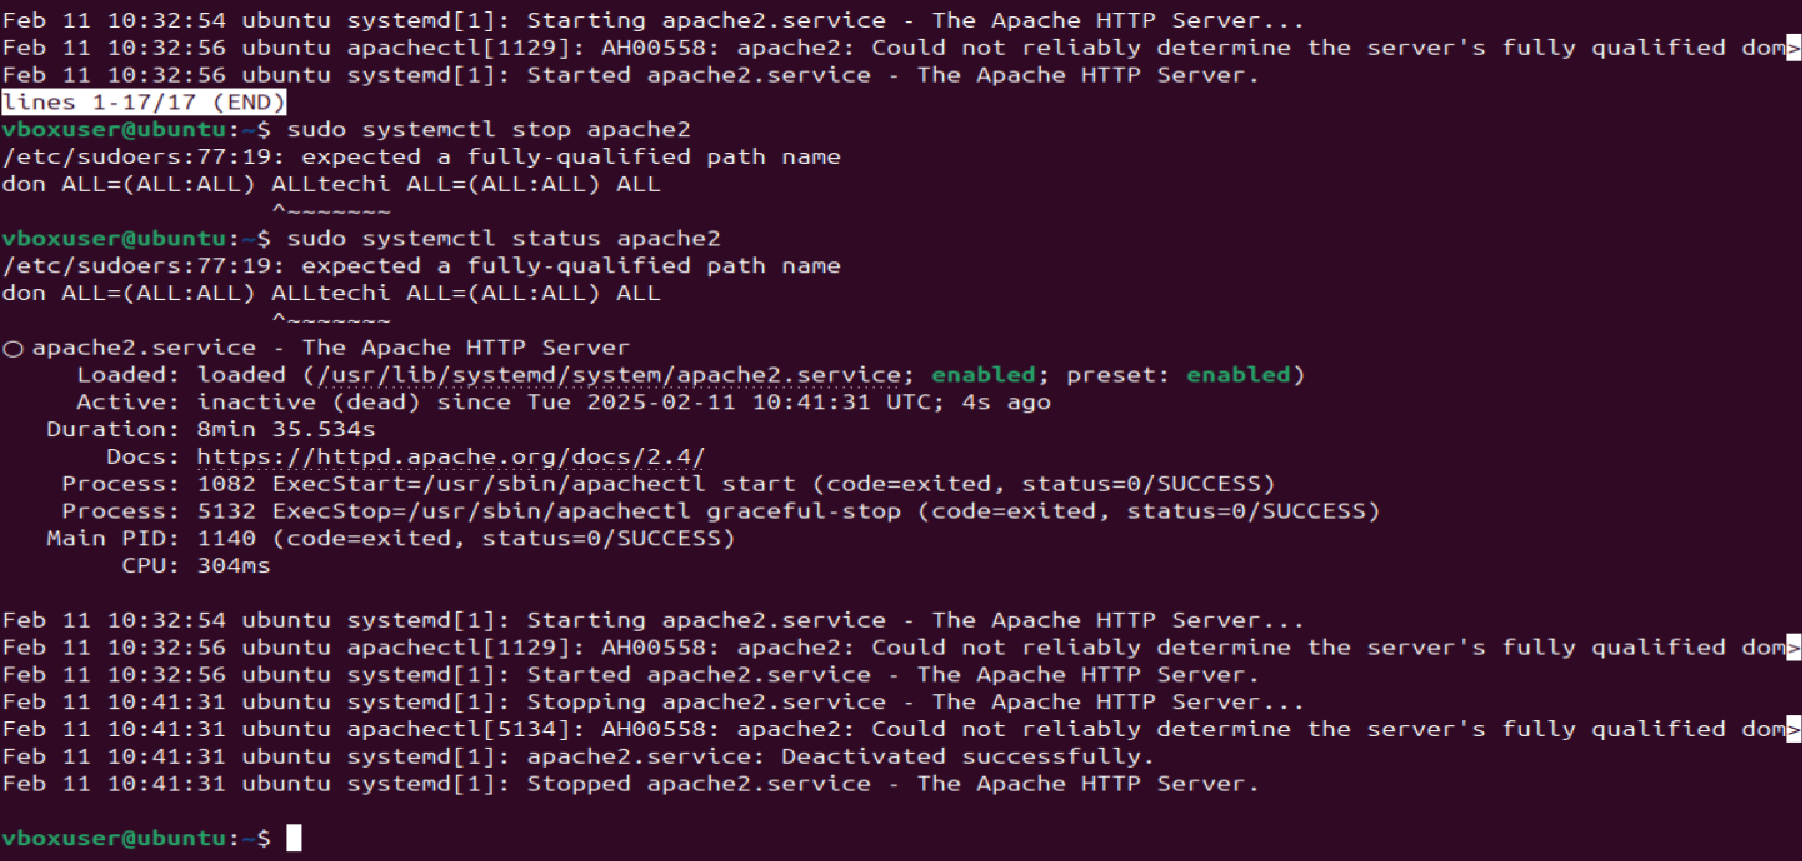 Feb 11 10:32:54 ubuntu systemd[1]: Starting apache2.service - The Apache HTTP Server...
Feb 11 10:32:56 ubuntu apachectl[1129]: AH00558: apache2: Could not reliably determine the server's fully qualified dom>
Feb 11 10:32:56 ubuntu systemd[1]: Started apache2.service - The Apache HTTP Server.
lines 1-17/17 (END)
vboxuser@ubuntu:~$ sudo systemctl stop apache2
/etc/sudoers:77:19: expected a fully-qualified path name
don ALL=(ALL:ALL) ALLtechi ALL=(ALL:ALL) ALL
                  ^~~~~~~~
vboxuser@ubuntu:~$ sudo systemctl status apache2
/etc/sudoers:77:19: expected a fully-qualified path name
don ALL=(ALL:ALL) ALLtechi ALL=(ALL:ALL) ALL
                  ^~~~~~~~
○ apache2.service - The Apache HTTP Server
     Loaded: loaded (/usr/lib/systemd/system/apache2.service; enabled; preset: enabled)
     Active: inactive (dead) since Tue 2025-02-11 10:41:31 UTC; 4s ago
   Duration: 8min 35.534s
       Docs: https://httpd.apache.org/docs/2.4/
    Process: 1082 ExecStart=/usr/sbin/apachectl start (code=exited, status=0/SUCCESS)
    Process: 5132 ExecStop=/usr/sbin/apachectl graceful-stop (code=exited, status=0/SUCCESS)
   Main PID: 1140 (code=exited, status=0/SUCCESS)
        CPU: 304ms

Feb 11 10:32:54 ubuntu systemd[1]: Starting apache2.service - The Apache HTTP Server...
Feb 11 10:32:56 ubuntu apachectl[1129]: AH00558: apache2: Could not reliably determine the server's fully qualified dom>
Feb 11 10:32:56 ubuntu systemd[1]: Started apache2.service - The Apache HTTP Server.
Feb 11 10:41:31 ubuntu systemd[1]: Stopping apache2.service - The Apache HTTP Server...
Feb 11 10:41:31 ubuntu apachectl[5134]: AH00558: apache2: Could not reliably determine the server's fully qualified dom>
Feb 11 10:41:31 ubuntu systemd[1]: apache2.service: Deactivated successfully.
Feb 11 10:41:31 ubuntu systemd[1]: Stopped apache2.service - The Apache HTTP Server.

vboxuser@ubuntu:~$